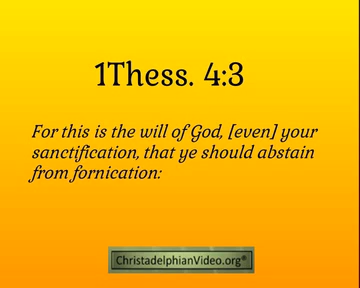 1Thess. 4:3
For this is the will of God, [even] your
sanctification, that ye should abstain
from fornication:
ChristadelphianVideo.org®